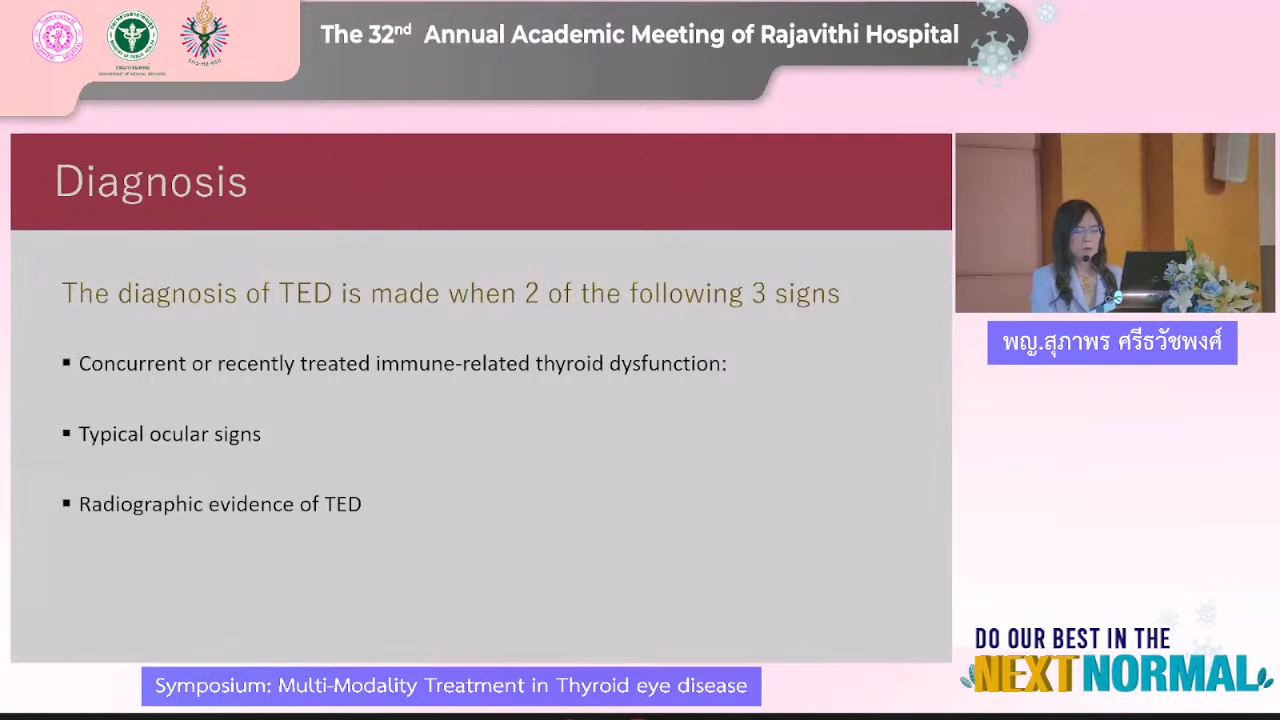 The 32nd Annual Academic Meeting of Rajavithi Hospital
Diagnosis
The diagnosis of TED is made when 2 of the following 3 signs
▪ Concurrent or recently treated immune-related thyroid dysfunction:
▪ Typical ocular signs
▪ Radiographic evidence of TED
พญ.สุภาพร ศรีธวัชพงศ์
DO OUR BEST IN THE
NEXT NORMAL
Symposium: Multi-Modality Treatment in Thyroid eye disease